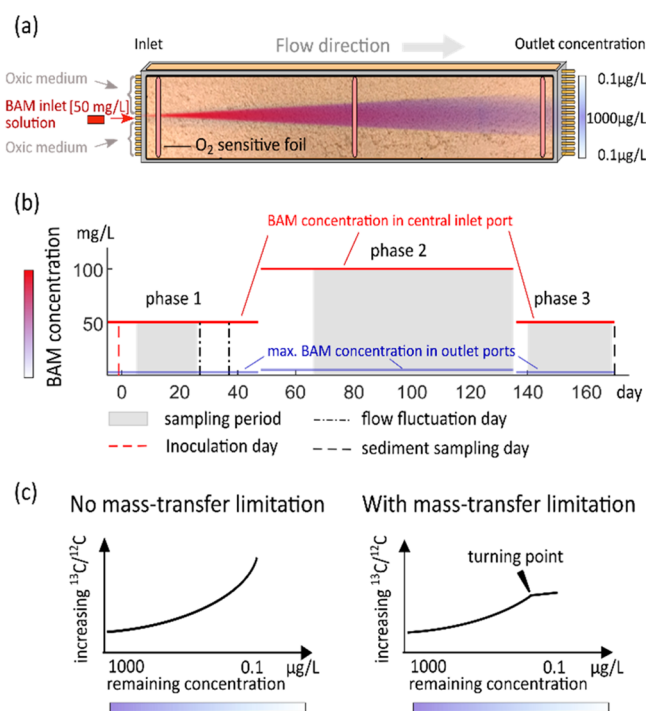 (a)
Inlet
Flow direction
Outlet concentration
Oxic medium
BAM inlet [50 mg/L]
solution
Oxic medium
O₂ sensitive foil
0.1µg/L
1000µg/L
0.1µg/L
(b)
mg/L
BAM concentration in central inlet port
BAM concentration
100
50
phase 1
phase 2
phase 3
max. BAM concentration in outlet ports
0 20 40 60 80 100 120 140 160 day
sampling period
flow fluctuation day
Inoculation day
sediment sampling day
(c)
No mass-transfer limitation
With mass-transfer limitation
increasing ¹³C/¹²C
1000 0.1 µg/L
remaining concentration
increasing ¹³C/¹²C
turning point
1000 0.1 µg/L
remaining concentration